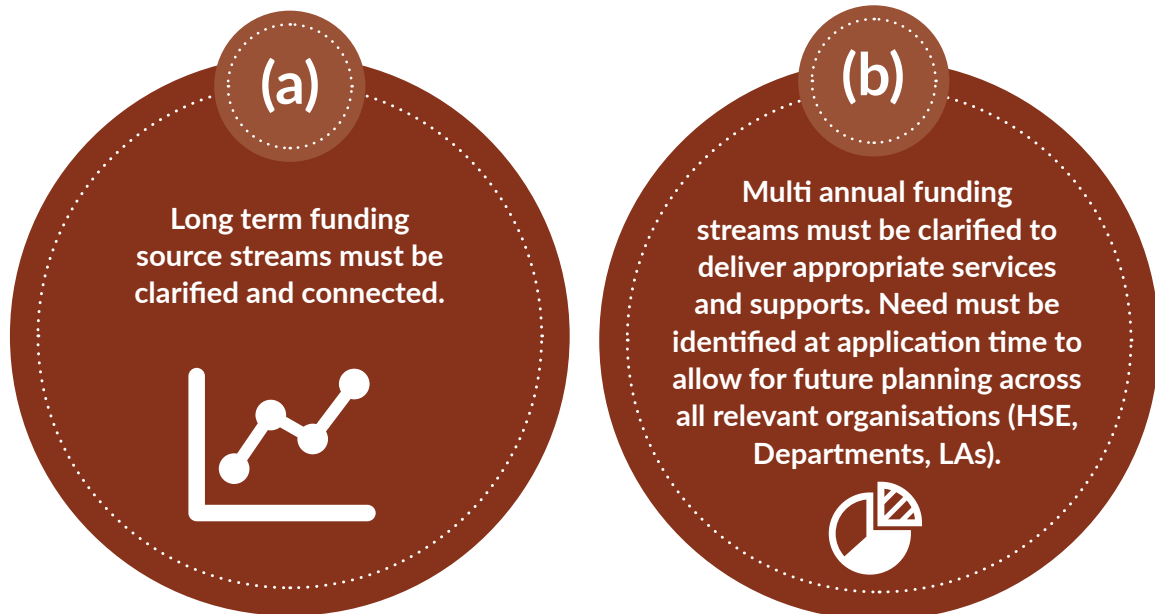 (a)
Long term funding
source streams must be
clarified and connected.
(b)
Multi annual funding
streams must be clarified to
deliver appropriate services
and supports. Need must be
identified at application time to
allow for future planning across
all relevant organisations (HSE,
Departments, LAs).